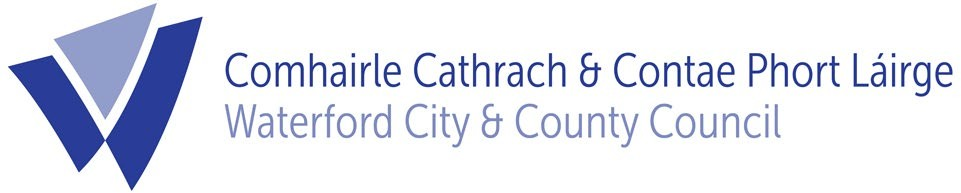 Comhairle Cathrach & Contae Phort Láirge
Waterford City & County Council